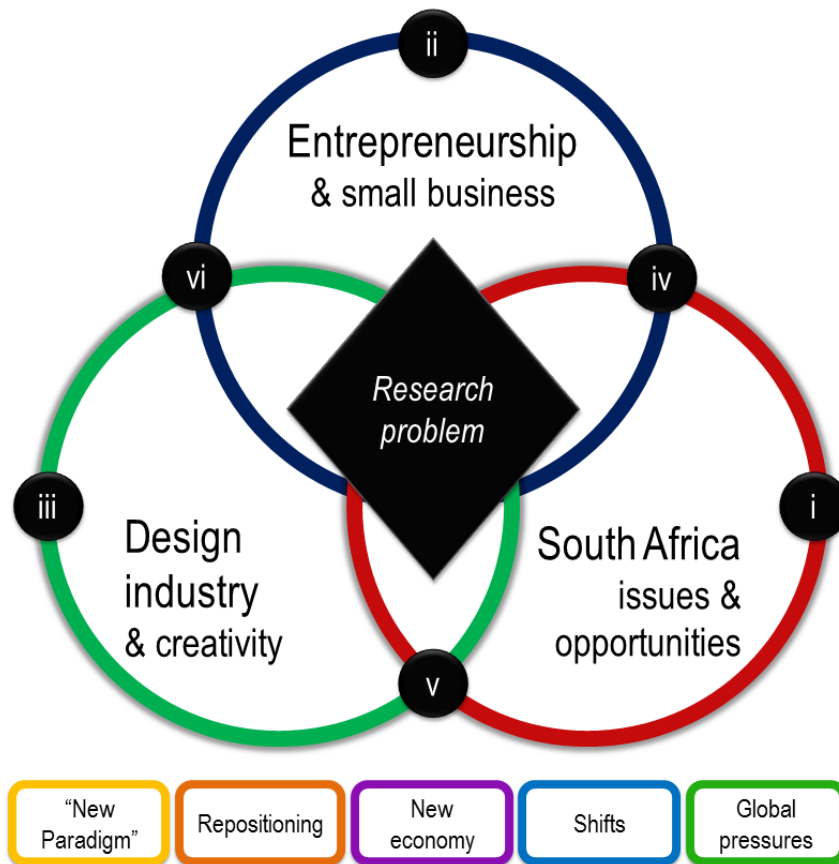 ii
Entrepreneurship
& small business
vi
iv
Research
problem
iii
i
Design
industry
& creativity
South Africa
issues &
opportunities
v
“New
Paradigm”
Repositioning
New
economy
Shifts
Global
pressures